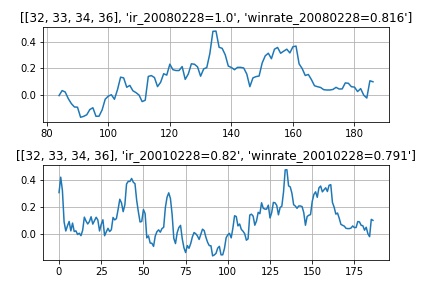 [[32, 33, 34, 36], 'ir_20080228=1.0', 'winrate_20080228=0.816']
0.4
0.2
0.0
80 100 120 140 160 180
[[32, 33, 34, 36], 'ir_20010228=0.82', 'winrate_20010228=0.791']
0.4
0.2
0.0
0 25 50 75 100 125 150 175